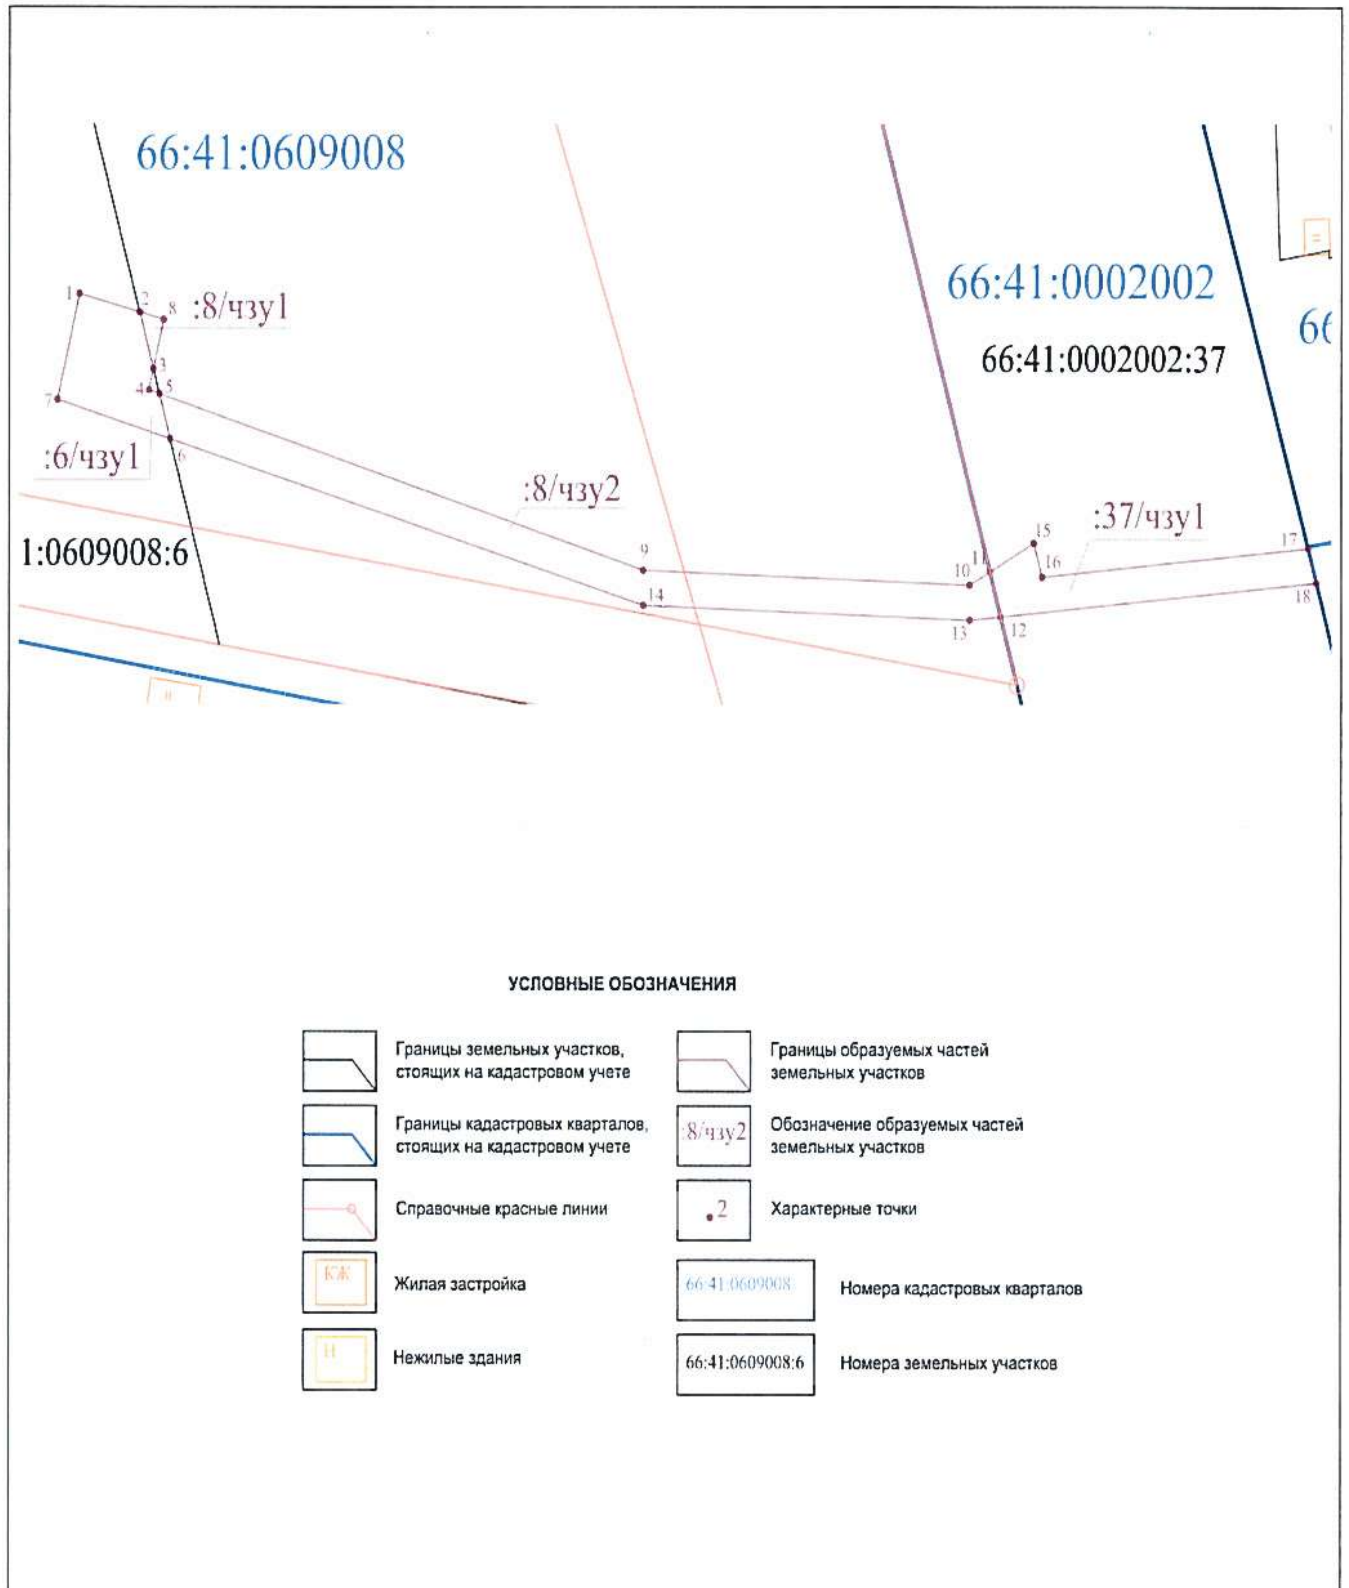 66:41:0609008
66:41:0002002
66:41:0002002:37
66
1
2
8
:8/чзу1
3
4
5
7
6
:6/чзу1
:8/чзу2
1:0609008:6
9
10
11
15
:37/чзу1
16
17
14
13
12
18
УСЛОВНЫЕ ОБОЗНАЧЕНИЯ
Границы земельных участков,
стоящих на кадастровом учете
Границы образуемых частей
земельных участков
Границы кадастровых кварталов,
стоящих на кадастровом учете
:8/чзу2
Обозначение образуемых частей
земельных участков
Справочные красные линии
2
Характерные точки
КЖ
Жилая застройка
66:41:0609008
Номера кадастровых кварталов
Н
Нежилые здания
66:41:0609008:6
Номера земельных участков